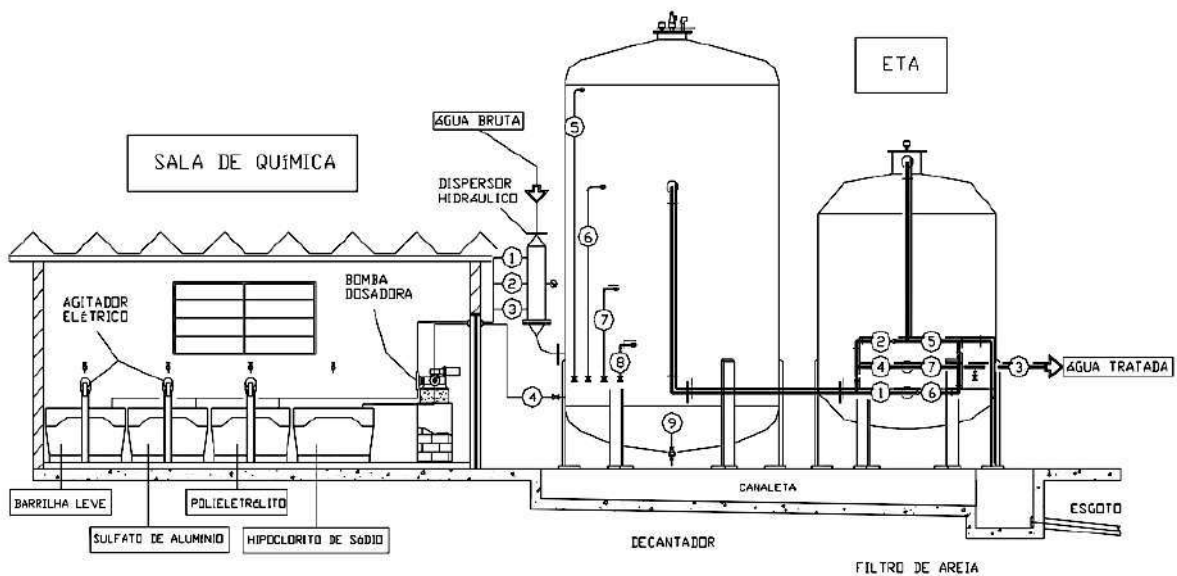 ETA
ÁGUA BRUTA
SALA DE QUÍMICA
DISPERSOR
HIDRÁULICO
5
6
1
2
3
BOMBA
DOSADORA
AGITADOR
ELÉTRICO
7
8
4
2 5
4 7
1 6
3
ÁGUA TRATADA
9
CANALETA
BARRILHA LEVE
POLIELETRÓLITO
SULFATO DE ALUMINIO
HIPOCLORITO DE SÓDIO
ESGOTO
DECANTADOR
FILTRO DE AREIA